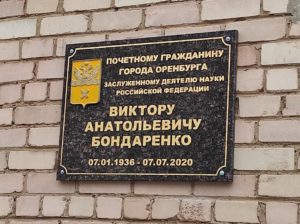 ПОЧЕТНОМУ ГРАЖДАНИНУ
ГОРОДА ОРЕНБУРГА
ЗАСЛУЖЕННОМУ ДЕЯТЕЛЮ НАУКИ
РОССИЙСКОЙ ФЕДЕРАЦИИ
ВИКТОРУ
АНАТОЛЬЕВИЧУ
БОНДАРЕНКО
07.01.1936 - 07.07.2020